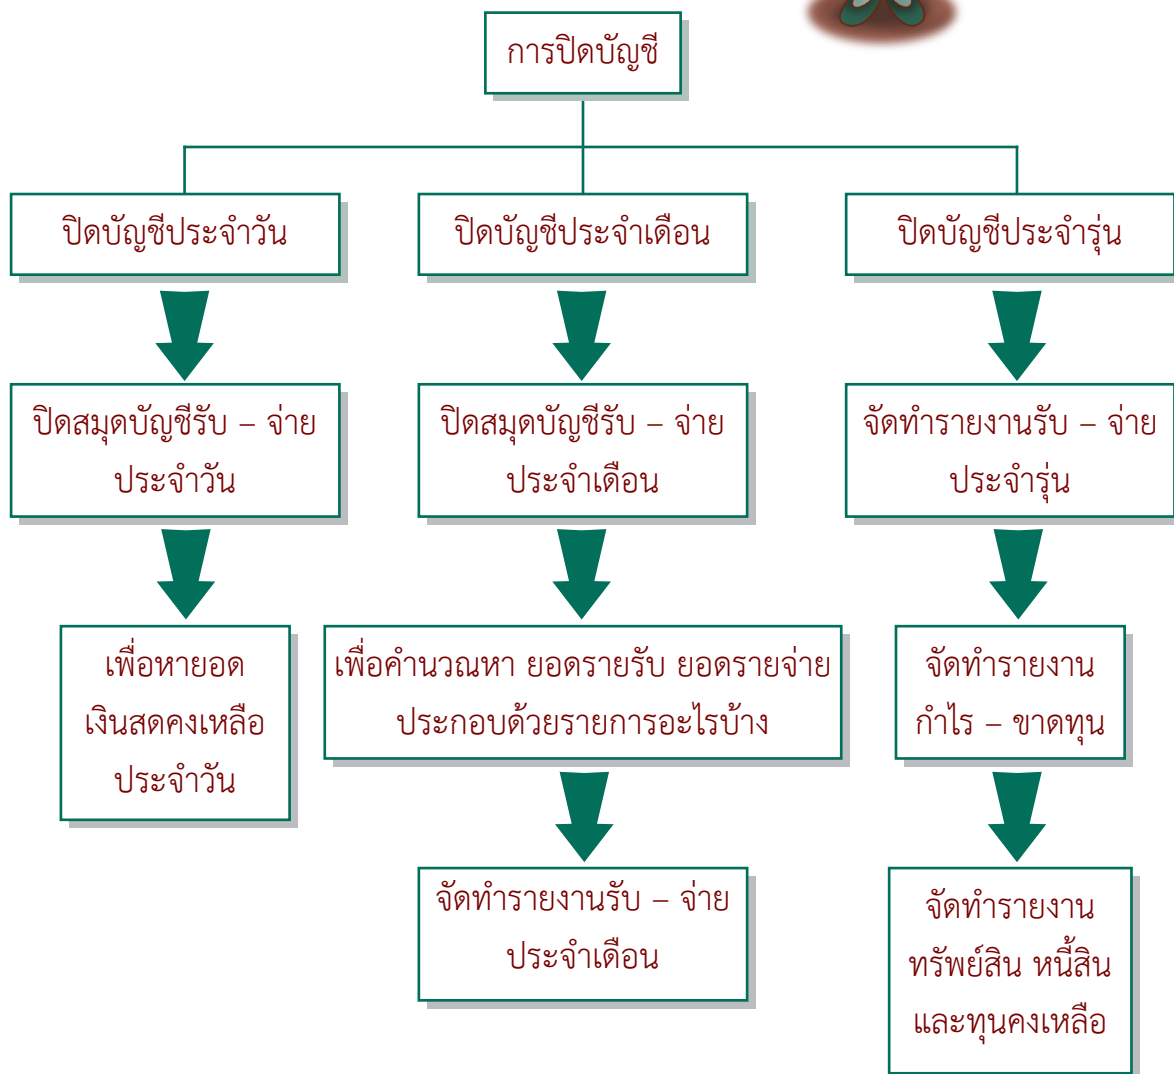 การปิดบัญชี
ปิดบัญชีประจำวัน
ปิดบัญชีประจำเดือน
ปิดบัญชีประจำรุ่น
ปิดสมุดบัญชีรับ – จ่าย
ประจำวัน
ปิดสมุดบัญชีรับ – จ่าย
ประจำเดือน
จัดทำรายงานรับ – จ่าย
ประจำรุ่น
เพื่อหายอด
เงินสดคงเหลือ
ประจำวัน
เพื่อคำนวณหา ยอดรายรับ ยอดรายจ่าย
ประกอบด้วยรายการอะไรบ้าง
จัดทำรายงาน
กำไร – ขาดทุน
จัดทำรายงานรับ – จ่าย
ประจำเดือน
จัดทำรายงาน
ทรัพย์สิน หนี้สิน
และทุนคงเหลือ